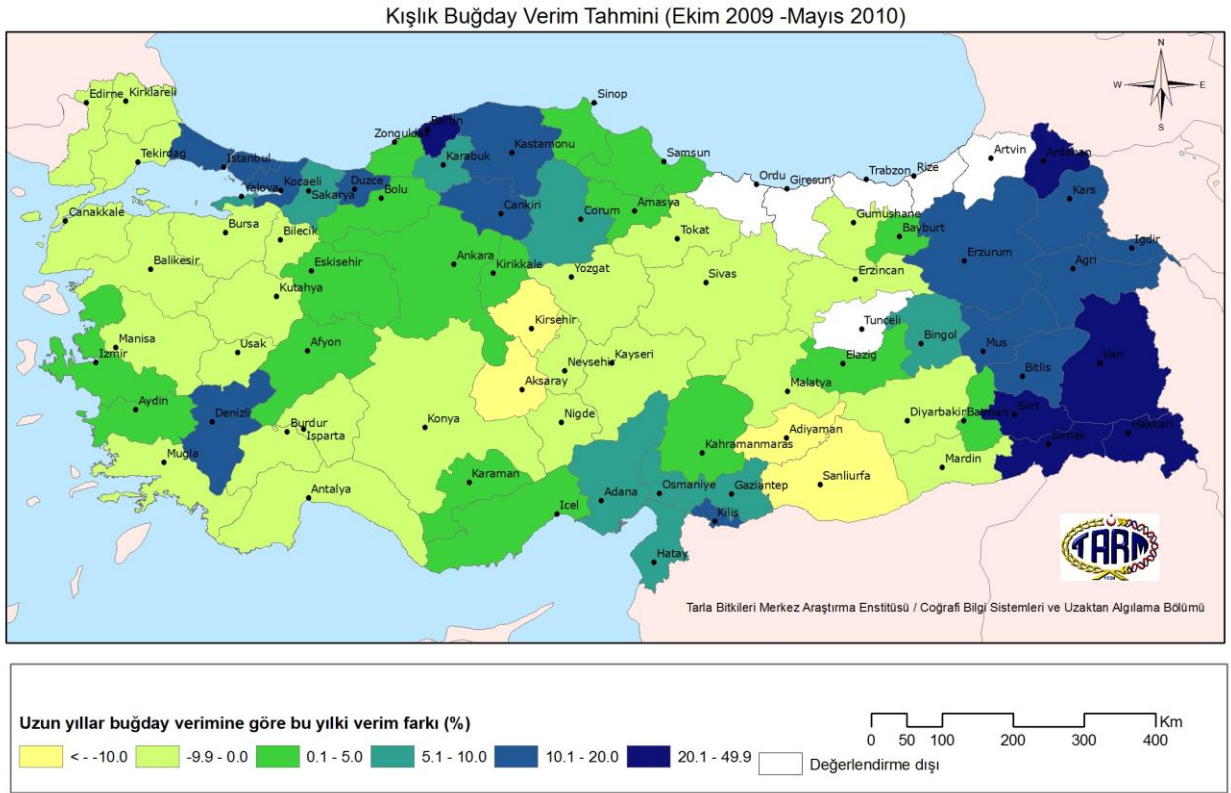 Kışlık Buğday Verim Tahmini (Ekim 2009 -Mayıs 2010)
N
W E
S
Edirne
Kirklareli
Tekirdag
Istanbul
Yalova
Kocaeli
Sakarya
Duzce
Zonguld
Bartin
Karabuk
Kastamonu
Sinop
Samsun
Ordu
Giresun
Trabzon
Rize
Artvin
Ardahan
Kars
Igdir
Agri
Erzurum
Bayburt
Gumushane
Erzincan
Canakkale
Bursa
Bilecik
Bolu
Cankiri
Corum
Amasya
Tokat
Balikesir
Eskisehir
Kutahya
Ankara
Kirikkale
Yozgat
Sivas
Tunceli
Bingol
Mus
Bitlis
Van
Izmir
Manisa
Usak
Afyon
Kirsehir
Nevsehi
Kayseri
Aksaray
Elazig
Malatya
Aydin
Denizli
Burdur
Isparta
Konya
Nigde
Kahramanmaras
Adiyaman
Diyarbakir
Batman
Siirt
Sirnak
Hakkari
Mardin
Mugla
Antalya
Karaman
Icel
Adana
Osmaniye
Gaziantep
Sanliurfa
Kilis
Hatay
TARM
Tarla Bitkileri Merkez Araştırma Enstitüsü / Coğrafi Bilgi Sistemleri ve Uzaktan Algılama Bölümü
Uzun yıllar buğday verimine göre bu yılki verim farkı (%)
< - -10.0 -9.9 - 0.0 0.1 - 5.0 5.1 - 10.0 10.1 - 20.0 20.1 - 49.9 Değerlendirme dışı
Km
0 50 100 200 300 400